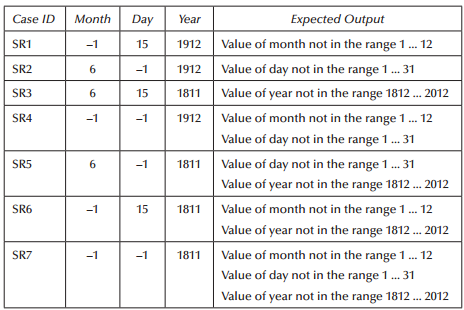 Case ID Month Day Year Expected Output
SR1 –1 15 1912 Value of month not in the range 1 ... 12
SR2 6 –1 1912 Value of day not in the range 1 ... 31
SR3 6 15 1811 Value of year not in the range 1812 ... 2012
SR4 –1 –1 1912 Value of month not in the range 1 ... 12
Value of day not in the range 1 ... 31
SR5 6 –1 1811 Value of day not in the range 1 ... 31
Value of year not in the range 1812 ... 2012
SR6 –1 15 1811 Value of month not in the range 1 ... 12
Value of year not in the range 1812 ... 2012
SR7 –1 –1 1811 Value of month not in the range 1 ... 12
Value of day not in the range 1 ... 31
Value of year not in the range 1812 ... 2012